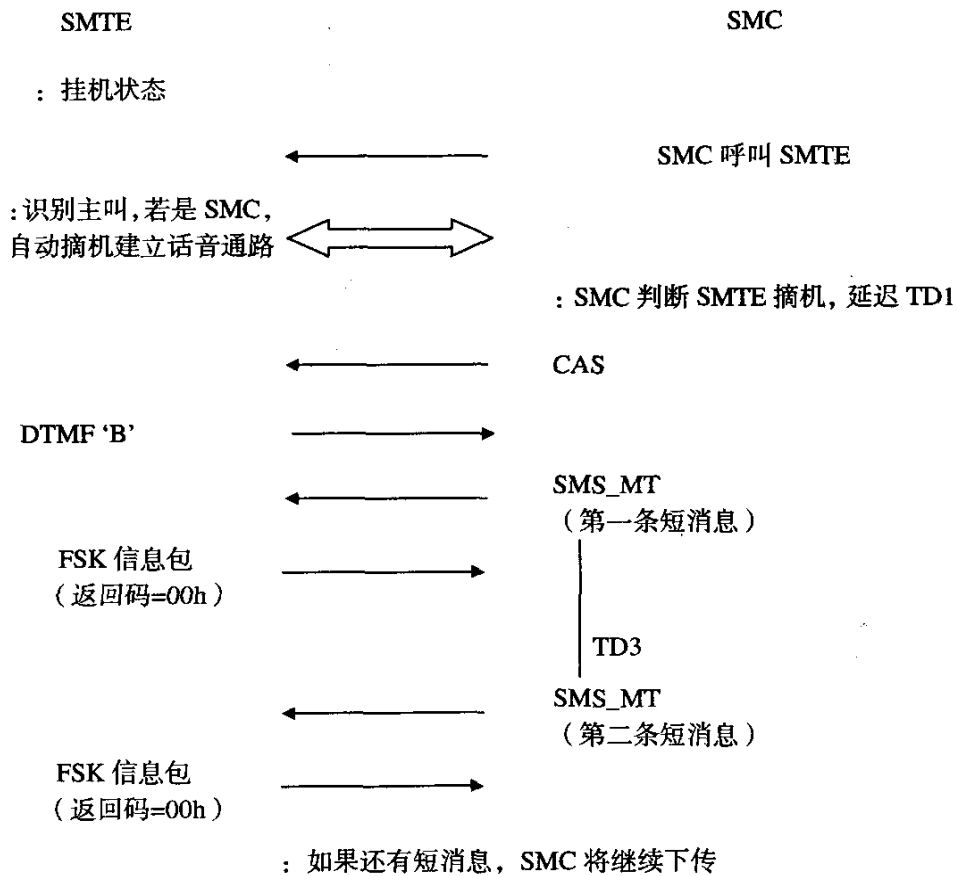 SMTE SMC
：挂机状态
SMC 呼叫 SMTE
：识别主叫，若是 SMC，
自动摘机建立话音通路
：SMC 判断 SMTE 摘机，延迟 TD1
CAS
DTMF ‘B’
SMS_MT
（第一条短消息）
FSK 信息包
（返回码=00h）
TD3
SMS_MT
（第二条短消息）
FSK 信息包
（返回码=00h）
：如果还有短消息，SMC 将继续下传